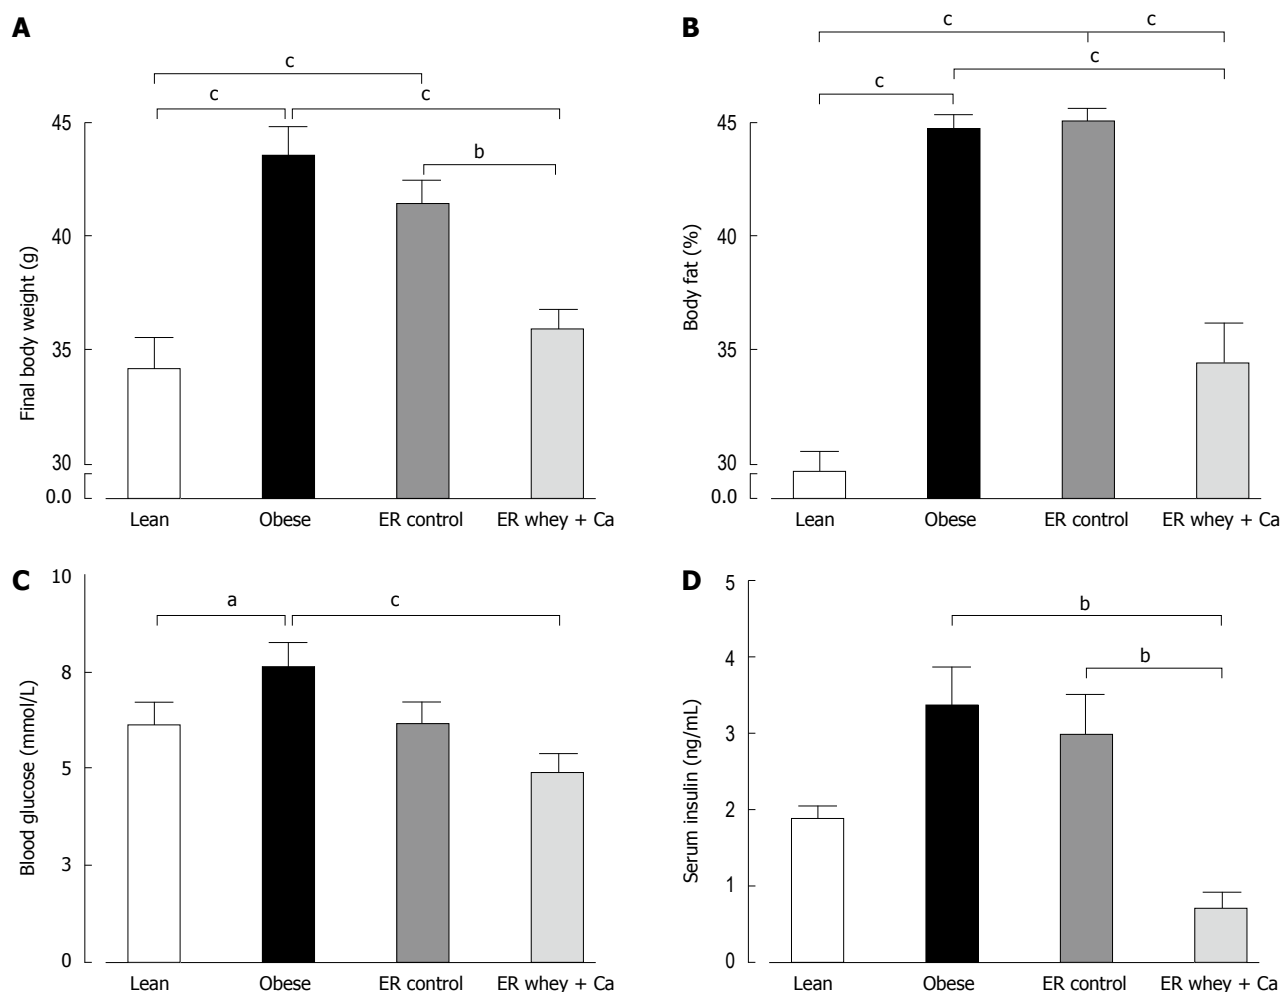 A
c
c
c
b
45
40
35
30
0.0
Final body weight (g)
Lean Obese ER control ER whey + Ca
B
c c
c
c
45
40
35
30
0.0
Body fat (%)
Lean Obese ER control ER whey + Ca
C
a c
10
8
5
3
0
Blood glucose (mmol/L)
Lean Obese ER control ER whey + Ca
D
b
b
5
4
3
2
1
0
Serum insulin (ng/mL)
Lean Obese ER control ER whey + Ca